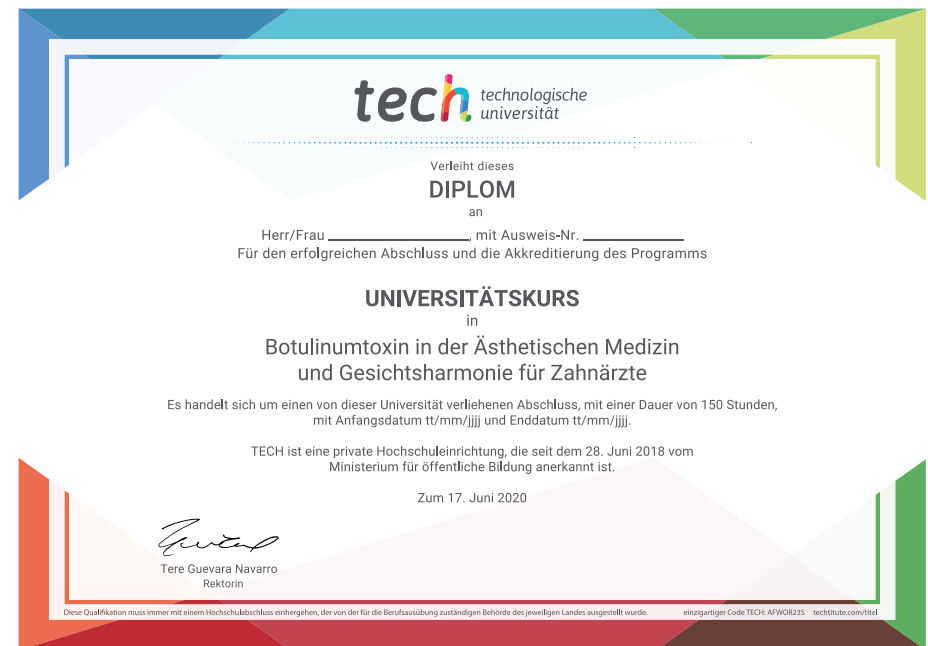 tech technologische
universität
Verleiht dieses
DIPLOM
an
Herr/Frau ____________, mit Ausweis-Nr. ____________
Für den erfolgreichen Abschluss und die Akkreditierung des Programms
UNIVERSITÄTSKURS
in
Botulinumtoxin in der Ästhetischen Medizin
und Gesichtsharmonie für Zahnärzte
Es handelt sich um einen von dieser Universität verliehenen Abschluss, mit einer Dauer von 150 Stunden,
mit Anfangsdatum tt/mm/jjjj und Enddatum tt/mm/jjjj.
TECH ist eine private Hochschuleinrichtung, die seit dem 28. Juni 2018 vom
Ministerium für öffentliche Bildung anerkannt ist.
Zum 17. Juni 2020
Tere Guevara Navarro
Rektorin
Diese Qualifikation muss immer mit einem Hochschulabschluss einhergehen, der von der für die Berufsausübung zuständigen Behörde des jeweiligen Landes ausgestellt wurde. einzigartiger Code TECH: AFWOR23S techtitute.com/titel